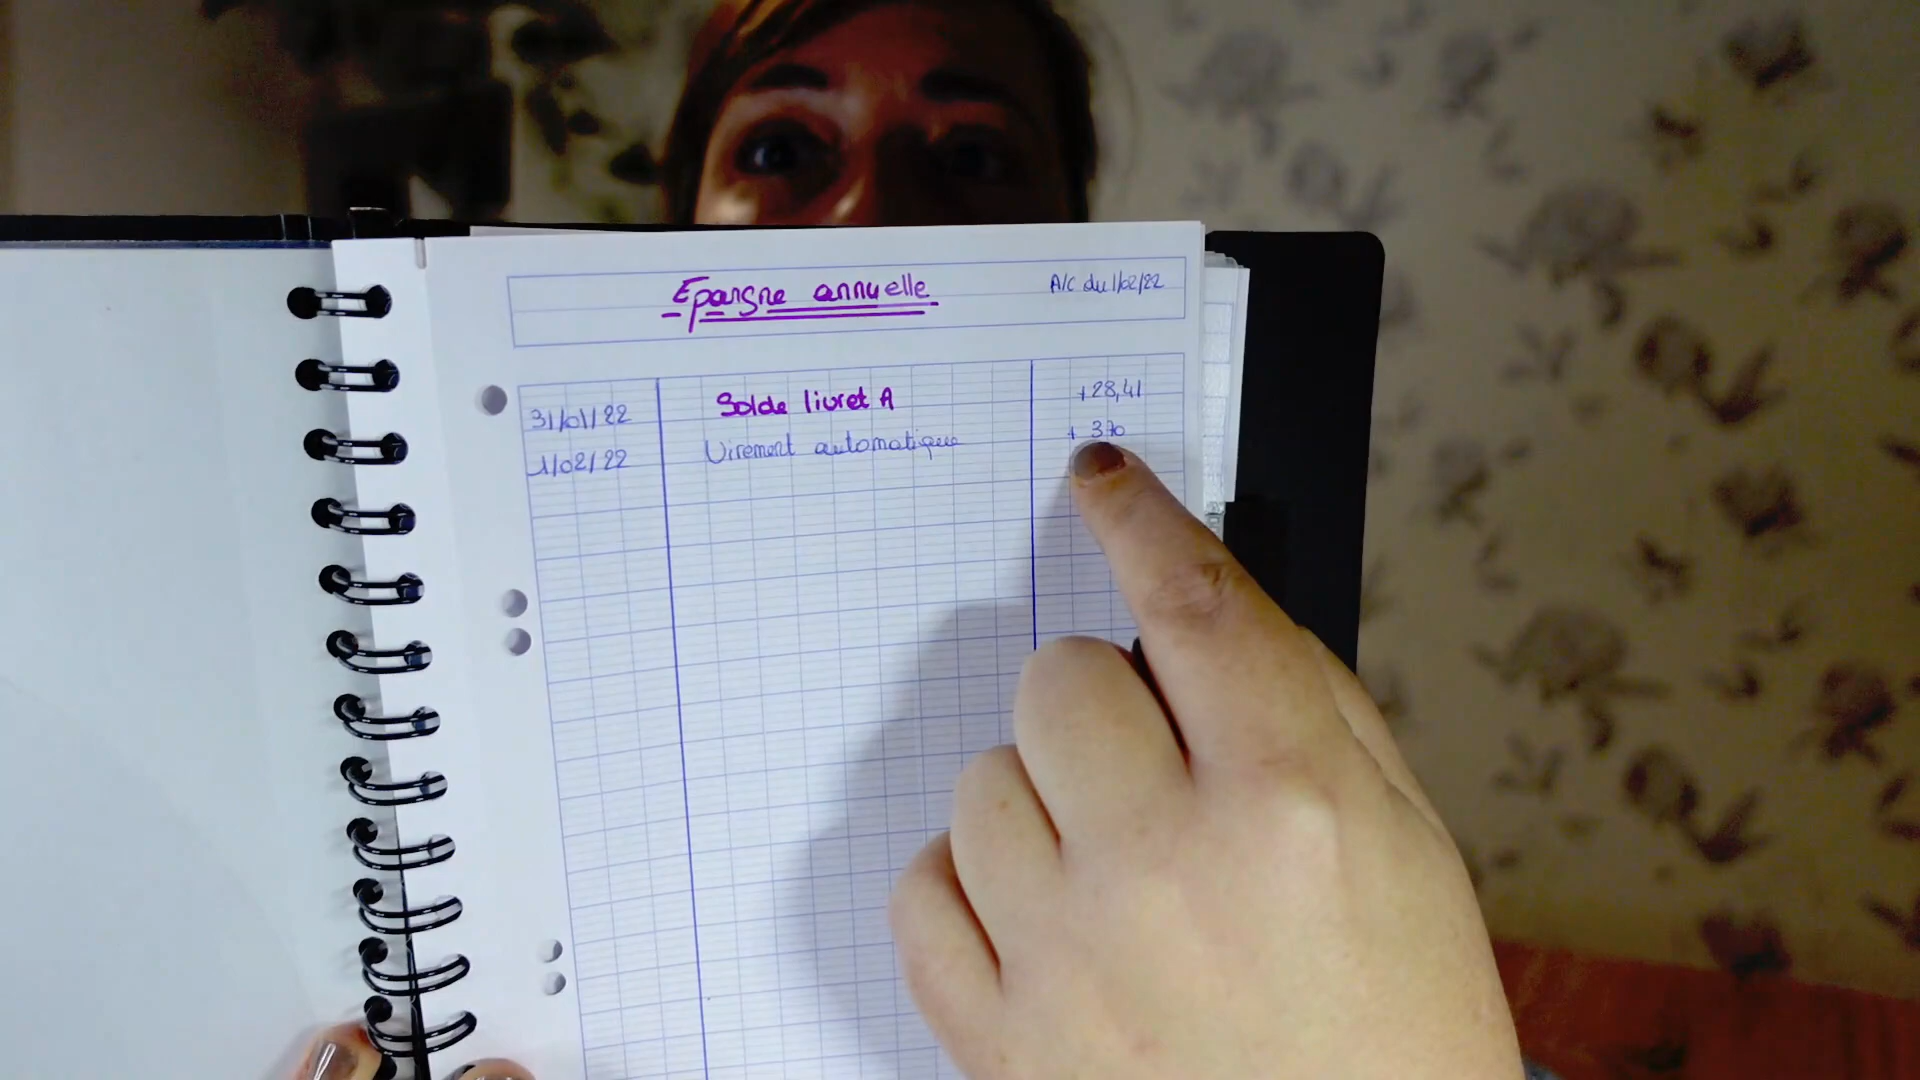 Epargne annuelle
A/C du 1/02/22
31/01/22 Solde livret A +28,41
1/02/22 Virement automatique + 370